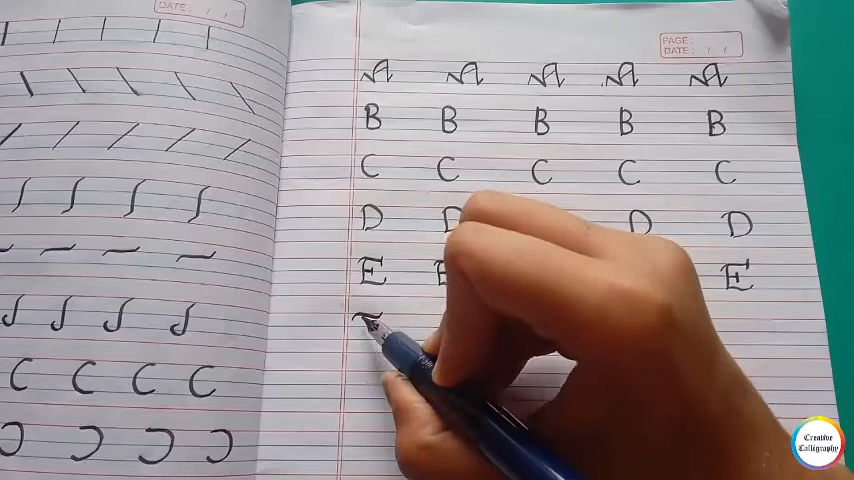 DATE: / /
PAGE:
DATE: / /
A A A A A
B B B B B
C C C C C
D D D D
E E E
C C C C
Creative
Calligraphy